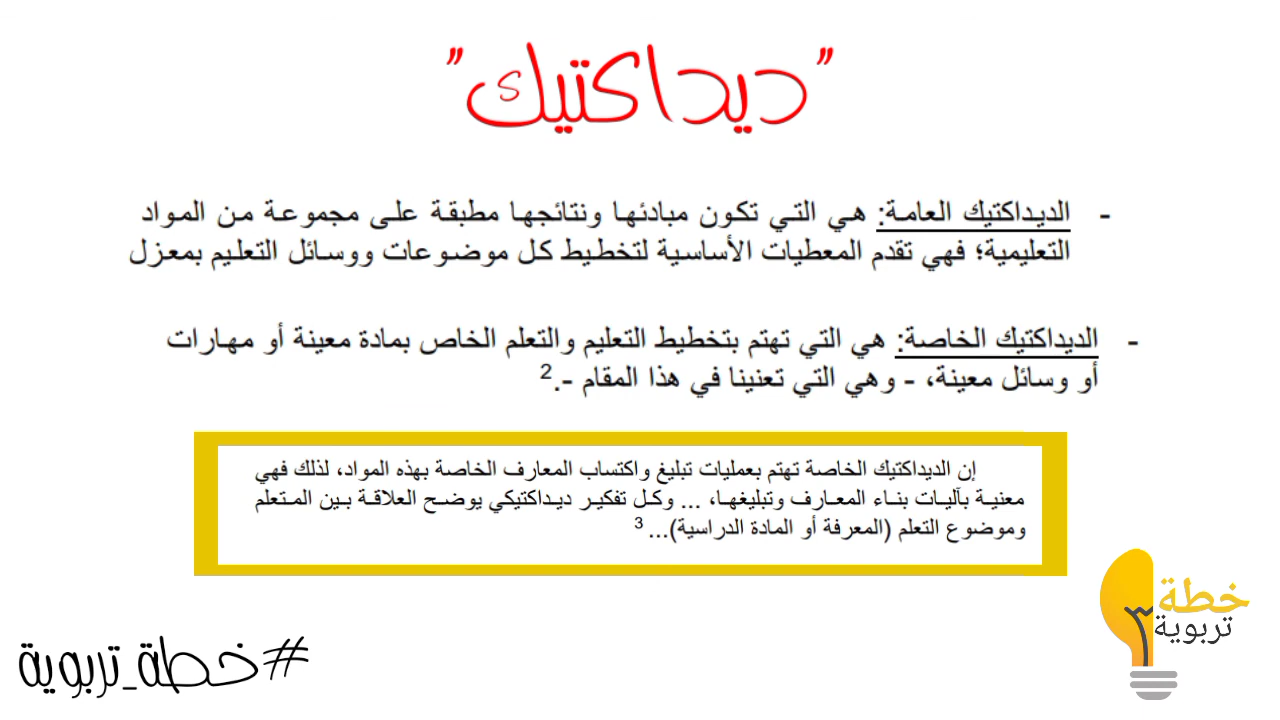 "ديداكتيك"
- الديداكتيك العامة: هي التي تكون مبادئها ونتائجها مطبقة على مجموعة من المواد
التعليمية؛ فهي تقدم المعطيات الأساسية لتخطيط كل موضوعات ووسائل التعليم بمعزل
- الديداكتيك الخاصة: هي التي تهتم بتخطيط التعليم والتعلم الخاص بمادة معينة أو مهارات
أو وسائل معينة، - وهي التي تعنينا في هذا المقام -.2
إن الديداكتيك الخاصة تهتم بعمليات تبليغ واكتساب المعارف الخاصة بهذه المواد، لذلك فهي
معنية بآليات بناء المعارف وتبليغها، ... وكل تفكير ديداكتيكي يوضح العلاقة بين المتعلم
وموضوع التعلم (المعرفة أو المادة الدراسية)... 3
خطة
تربوية
#خطة_تربوية